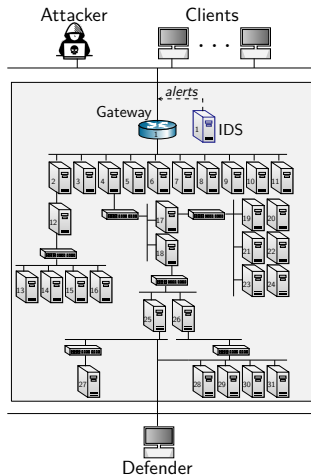 Attacker Clients
. . .
alerts
Gateway
1 1 IDS
2 3 4 5 6 7 8 9 10 11
12 17 19 20
18 21 22
13 14 15 16 23 24
25 26
27 28 29 30 31
Defender